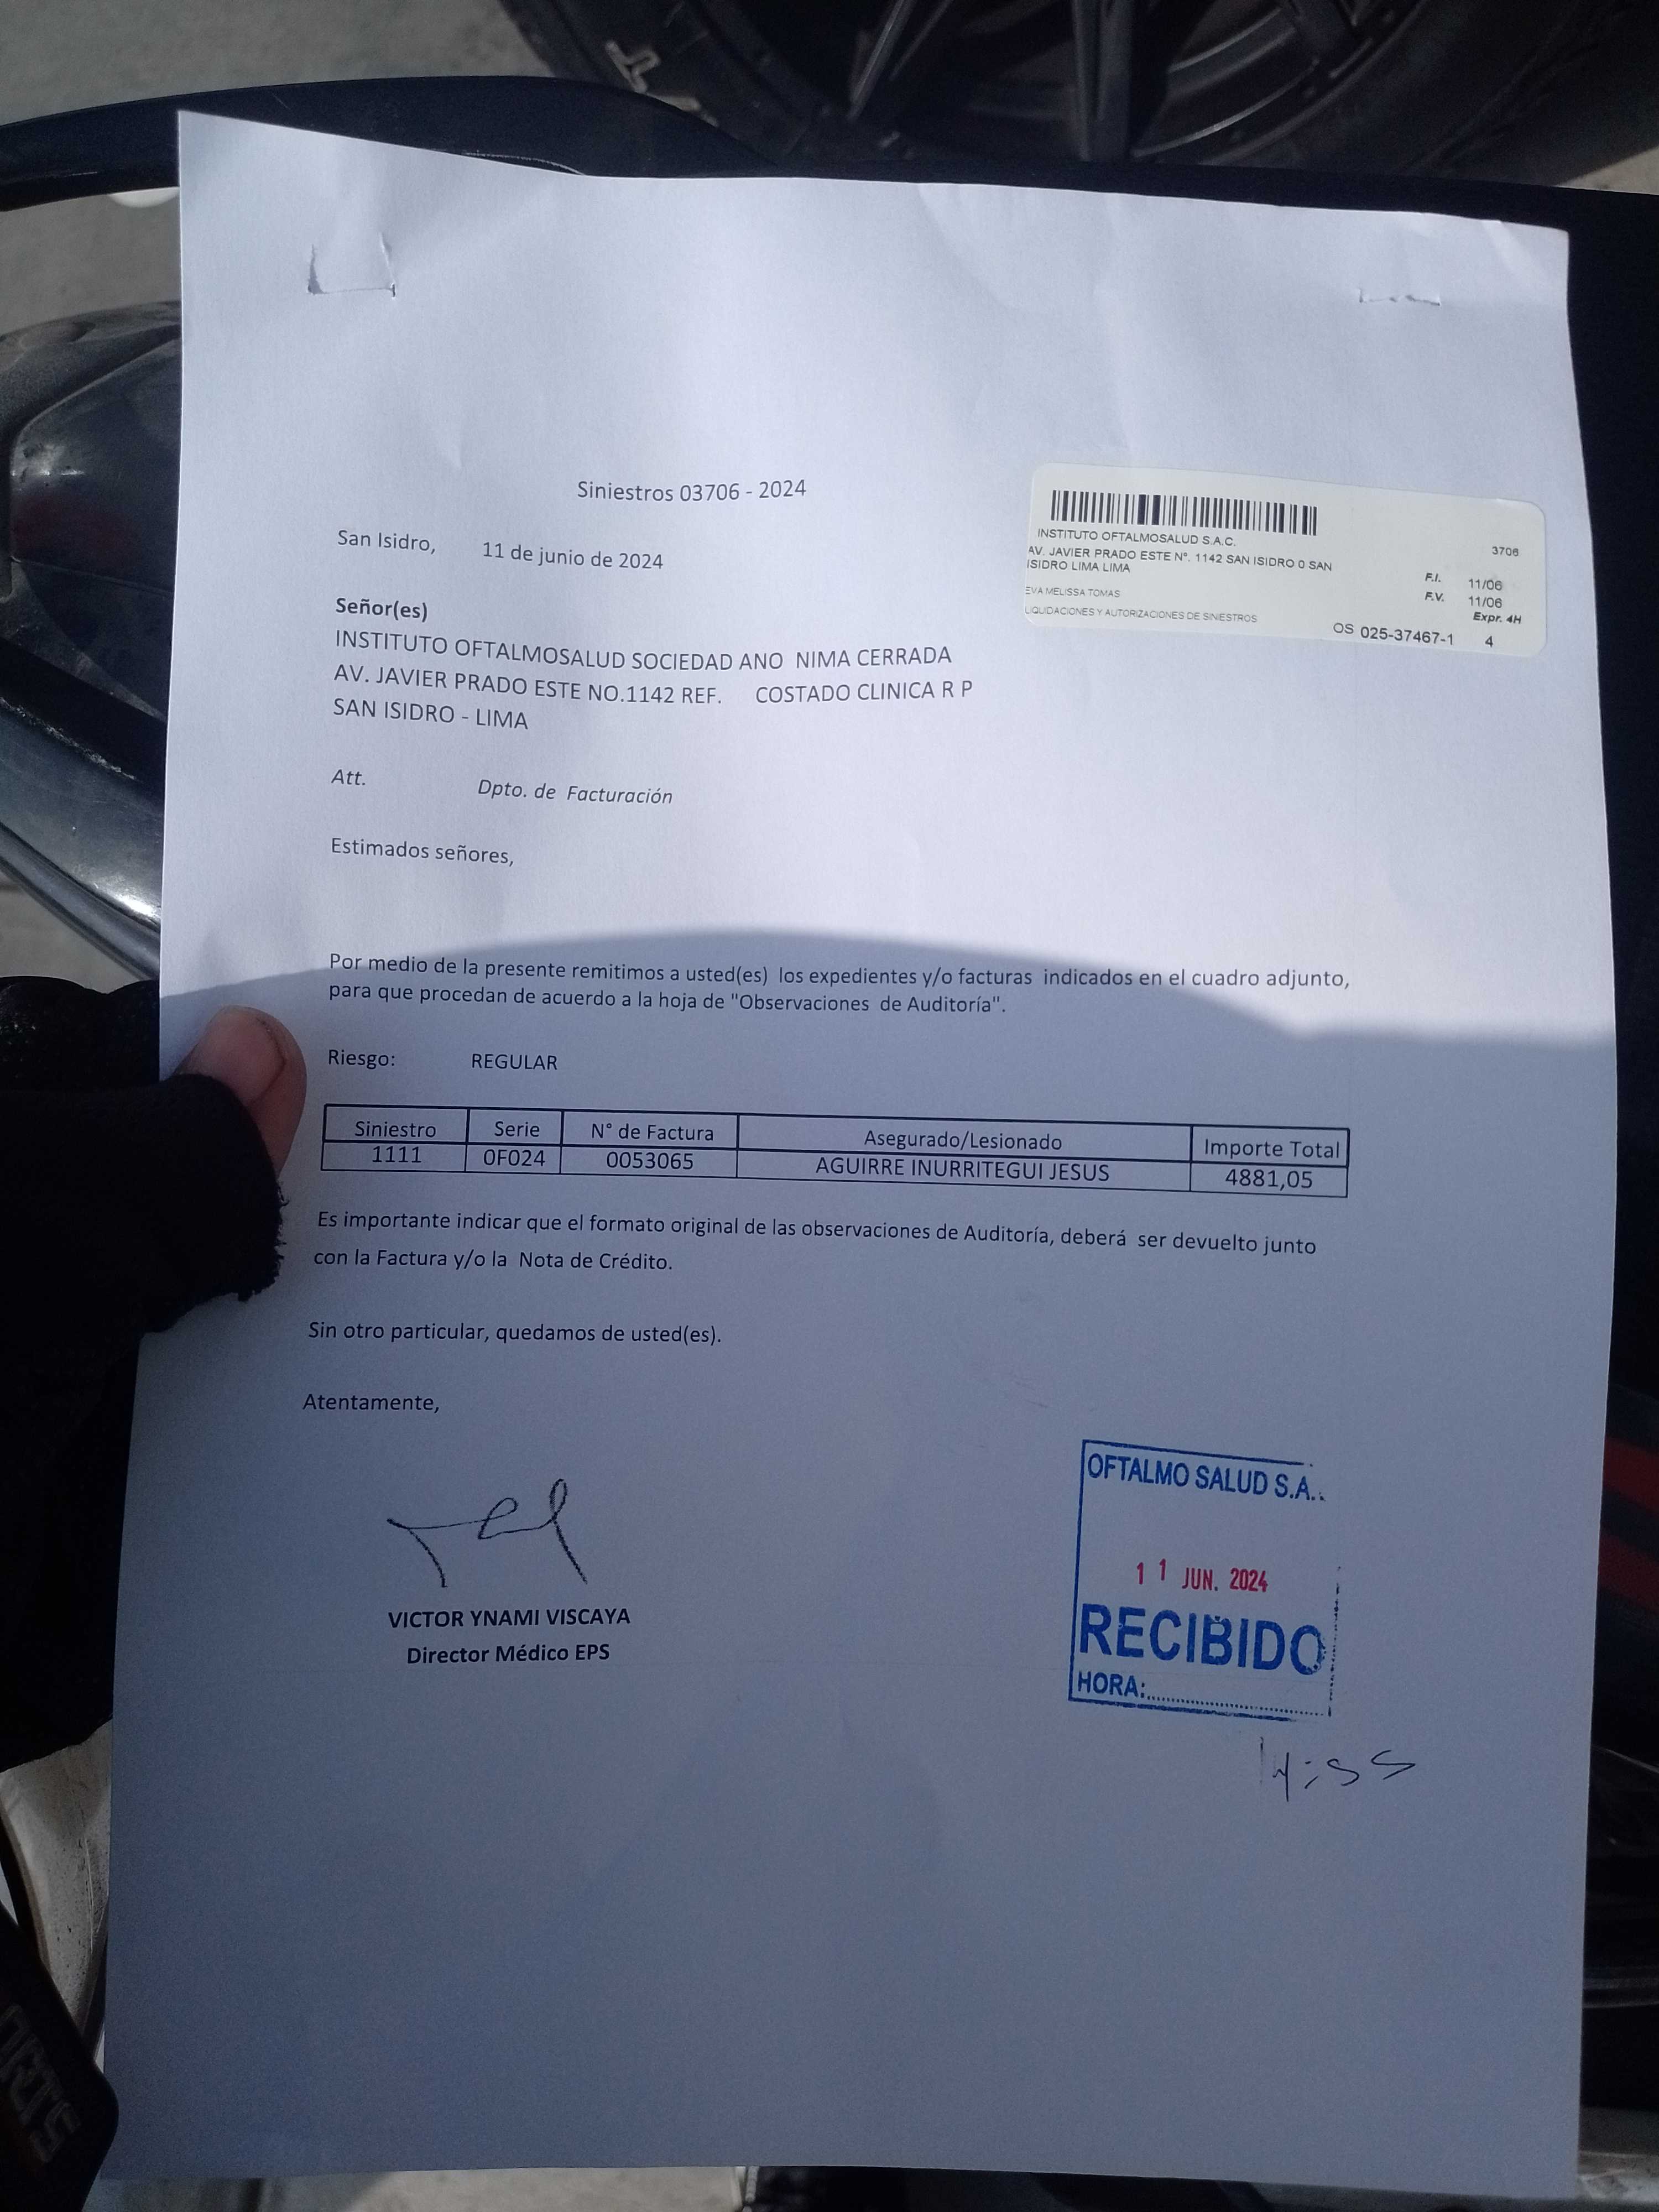 Siniestros 03706 - 2024
San Isidro, 11 de junio de 2024
INSTITUTO OFTALMOSALUD S.A.C.
3706
AV. JAVIER PRADO ESTE N°. 1142 SAN ISIDRO 0 SAN
ISIDRO LIMA LIMA
F.I. 11/06
F.V. 11/06
EVA MELISSA TOMAS
Expr. 4H
LIQUIDACIONES Y AUTORIZACIONES DE SINIESTROS
OS 025-37467-1 4
Señor(es)
INSTITUTO OFTALMOSALUD SOCIEDAD ANO NIMA CERRADA
AV. JAVIER PRADO ESTE NO.1142 REF. COSTADO CLINICA R P
SAN ISIDRO - LIMA
Att. Dpto. de Facturación
Estimados señores,
Por medio de la presente remitimos a usted(es) los expedientes y/o facturas indicados en el cuadro adjunto,
para que procedan de acuerdo a la hoja de "Observaciones de Auditoría".
Riesgo: REGULAR
Siniestro Serie N° de Factura Asegurado/Lesionado Importe Total
1111 0F024 0053065 AGUIRRE INURRITEGUI JESUS 4881,05
Es importante indicar que el formato original de las observaciones de Auditoría, deberá ser devuelto junto
con la Factura y/o la Nota de Crédito.
Sin otro particular, quedamos de usted(es).
Atentamente,
VICTOR YNAMI VISCAYA
Director Médico EPS
OFTALMO SALUD S.A.
11 JUN. 2024
RECIBIDO
HORA:
14:55